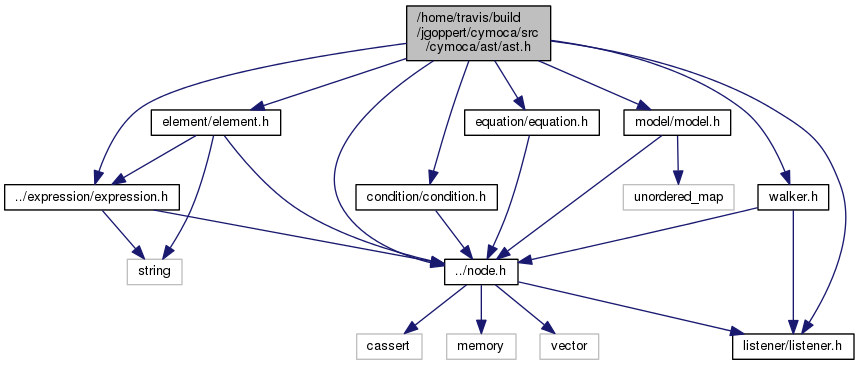 /home/travis/build
/jgoppert/cymoca/src
/cymoca/ast/ast.h
element/element.h
equation/equation.h
model/model.h
../expression/expression.h
condition/condition.h
unordered_map
walker.h
string
../node.h
cassert
memory
vector
listener/listener.h